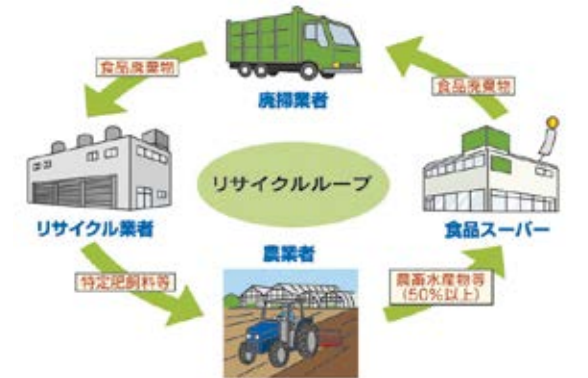 食品廃棄物
廃掃業者
食品廃棄物
リサイクル業者
リサイクルループ
食品スーパー
農業者
特定肥飼料等
農畜水産物等
(50%以上)